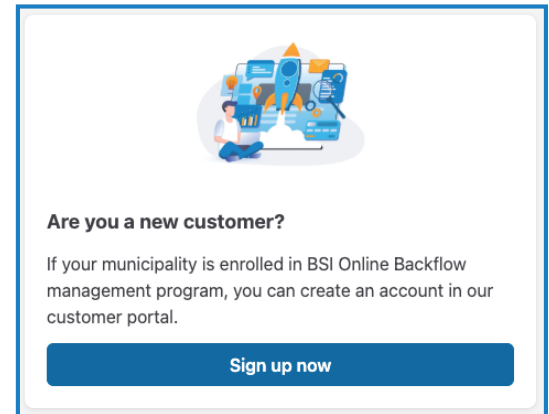 Are you a new customer?
If your municipality is enrolled in BSI Online Backflow
management program, you can create an account in our
customer portal.
Sign up now